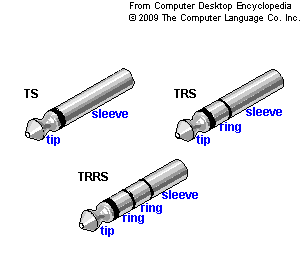 From Computer Desktop Encyclopedia
© 2009 The Computer Language Co. Inc.
TS
sleeve
tip
TRS
sleeve
ring
tip
TRRS
sleeve
ring
ring
tip